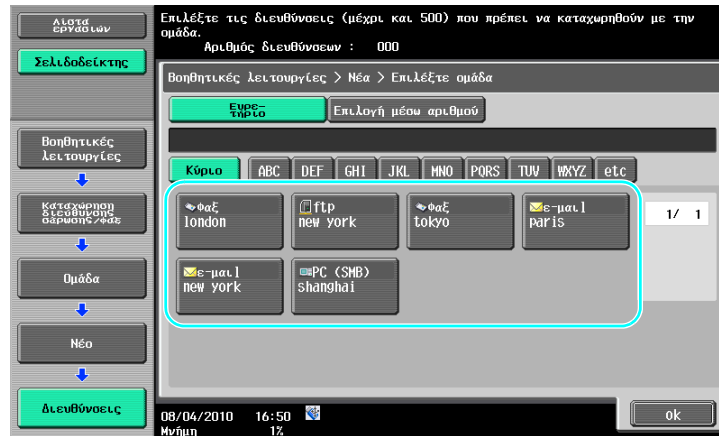 Λίστα
εργασιών
Σελιδοδείκτης
Βοηθητικές
λειτουργίες
Καταχώρηση
διεύθυνσης
σάρωσης/φαξ
Ομάδα
Νέο
Διευθύνσεις
Επιλέξτε τις διευθύνσεις (μέχρι και 500) που πρέπει να καταχωρηθούν με την
ομάδα.
Αριθμός διευθύνσεων : 000
Βοηθητικές λειτουργίες > Νέα > Επιλέξτε ομάδα
Ευρε-
τήριο
Επιλογή μέσω αριθμού
Κύριο ABC DEF GHI JKL MNO PQRS TUV WXYZ etc
Φαξ
london
ftp
new york
Φαξ
tokyo
ε-μαιl
paris
1/ 1
ε-μαιl
new york
PC (SMB)
shanghai
08/04/2010 16:50
Μνήμη 1%
ok